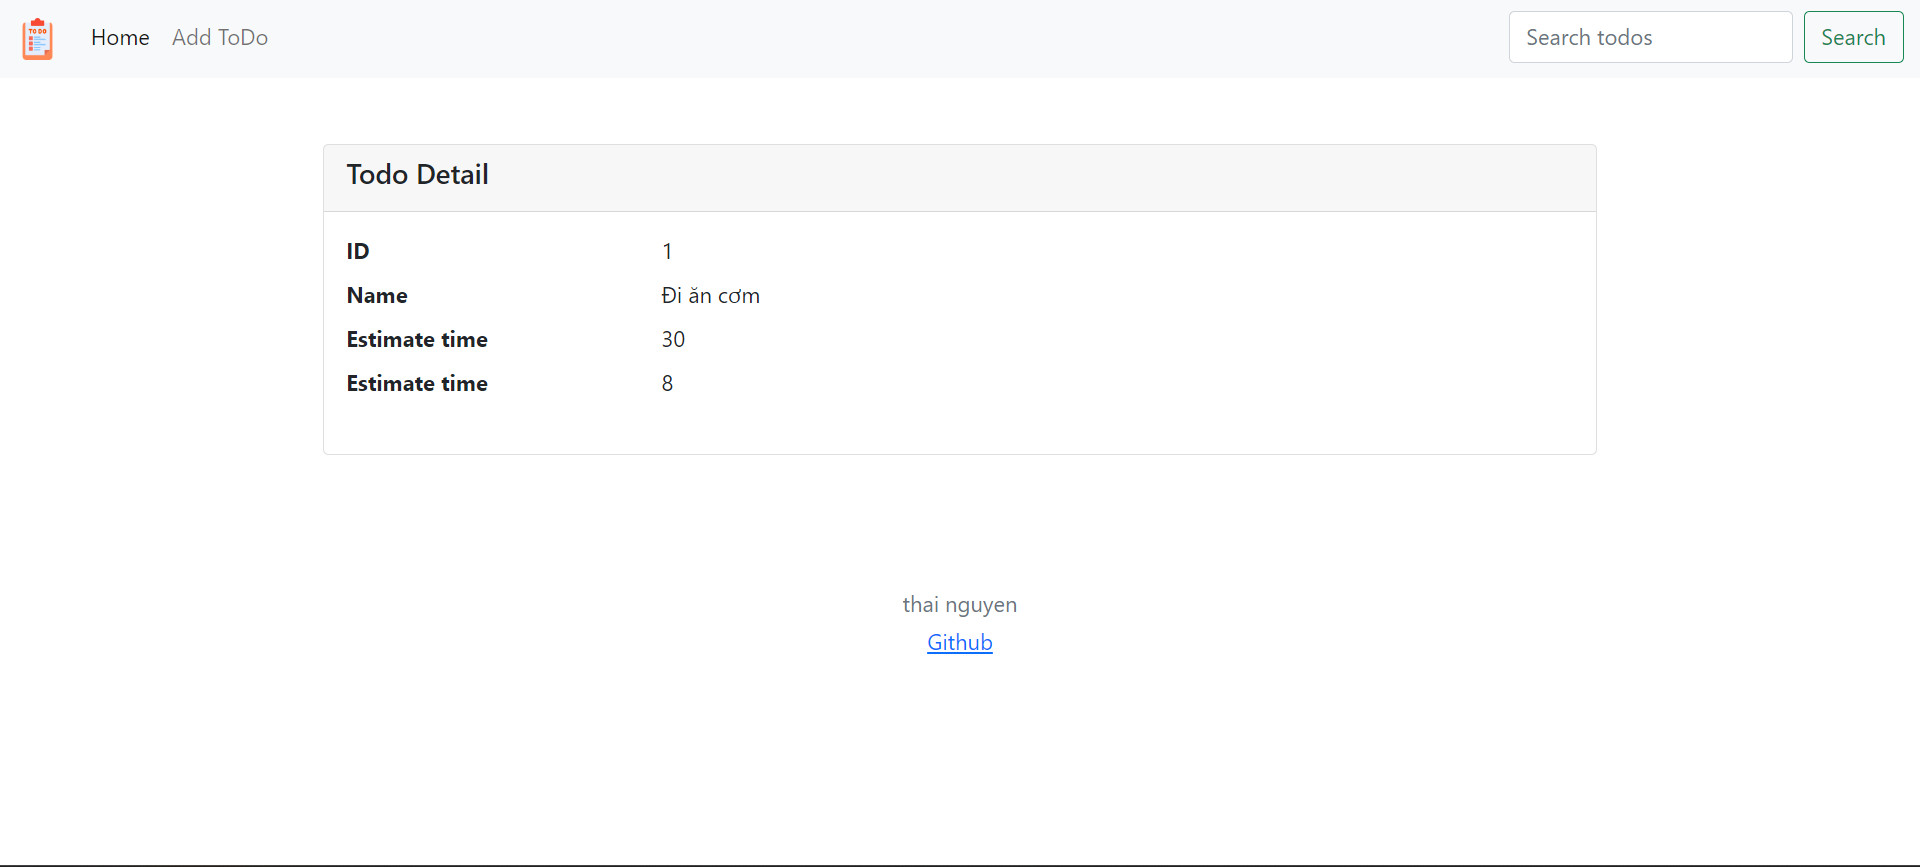 TO DO
Home Add ToDo Search todos Search
Todo Detail
ID 1
Name Đi ăn cơm
Estimate time 30
Estimate time 8
thai nguyen
Github